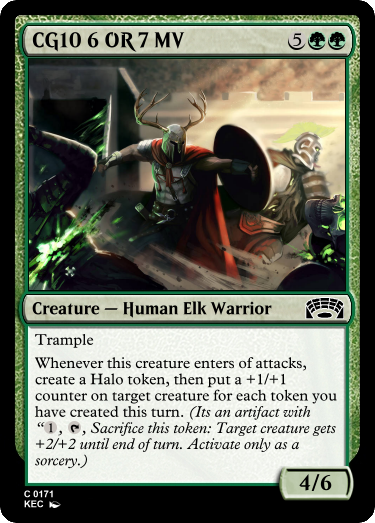 CG10 6 OR 7 MV 5
Creature — Human Elk Warrior
Trample
Whenever this creature enters of attacks,
create a Halo token, then put a +1/+1
counter on target creature for each token you
have created this turn. (Its an artifact with
“1, , Sacrifice this token: Target creature gets
+2/+2 until end of turn. Activate only as a
sorcery.)
4/6
C 0171
KEC